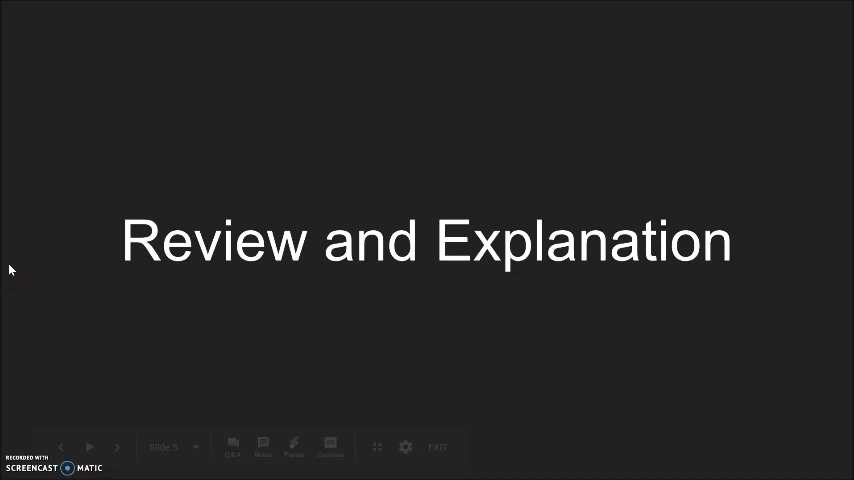 Review and Explanation
Slide 5
Q&A Notes Pointer Captions
EXIT
RECORDED WITH
SCREENCAST MATIC